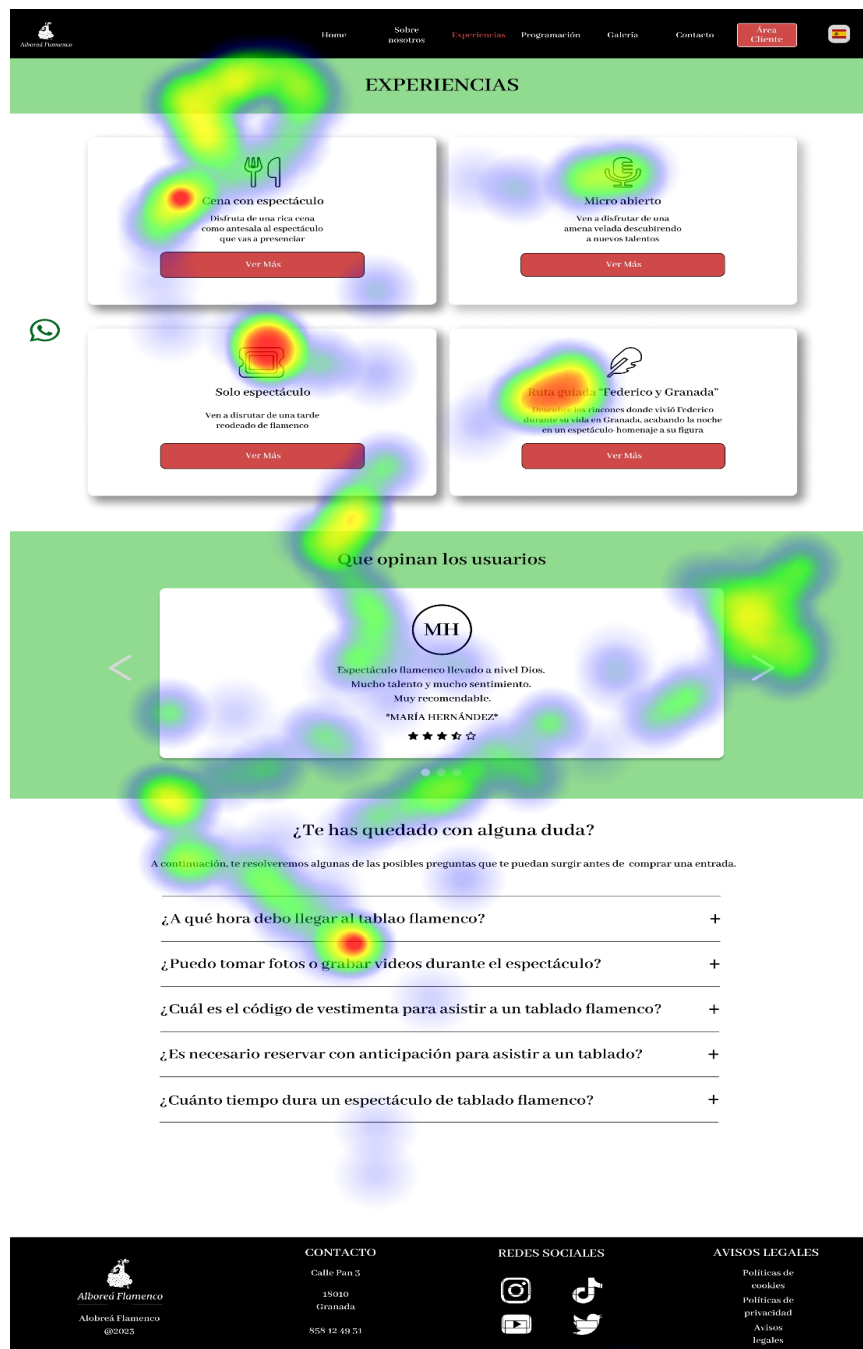 Alboreá Flamenco
Home
Sobre
nosotros
Experiencias
Programación
Galería
Contacto
Área
Cliente
EXPERIENCIAS
Cena con espectáculo
Disfruta de una rica cena
como antesala al espectáculo
que vas a presenciar
Ver Más
Micro abierto
Ven a disfrutar de una
amena velada descubirendo
a nuevos talentos
Ver Más
Solo espectáculo
Ven a disrutar de una tarde
reodeado de flamenco
Ver Más
Ruta guiada "Federico y Granada"
Descubre los rincones donde vivió Federico
durante su vida en Granada, acabando la noche
en un espetáculo-homenaje a su figura
Ver Más
Que opinan los usuarios
MH
Espectáculo flamenco llevado a nivel Dios.
Mucho talento y mucho sentimiento.
Muy recomendable.
"MARÍA HERNÁNDEZ"
¿Te has quedado con alguna duda?
A continuación, te resolveremos algunas de las posibles preguntas que te puedan surgir antes de comprar una entrada.
¿A qué hora debo llegar al tablao flamenco? +
¿Puedo tomar fotos o grabar videos durante el espectáculo? +
¿Cuál es el código de vestimenta para asistir a un tablado flamenco? +
¿Es necesario reservar con anticipación para asistir a un tablado? +
¿Cuánto tiempo dura un espectáculo de tablado flamenco? +
Alboreá Flamenco
Alobreá Flamenco
@2023
CONTACTO
Calle Pan 3
18010
Granada
858 12 49 31
REDES SOCIALES
AVISOS LEGALES
Políticas de
cookies
Políticas de
privacidad
Avisos
legales